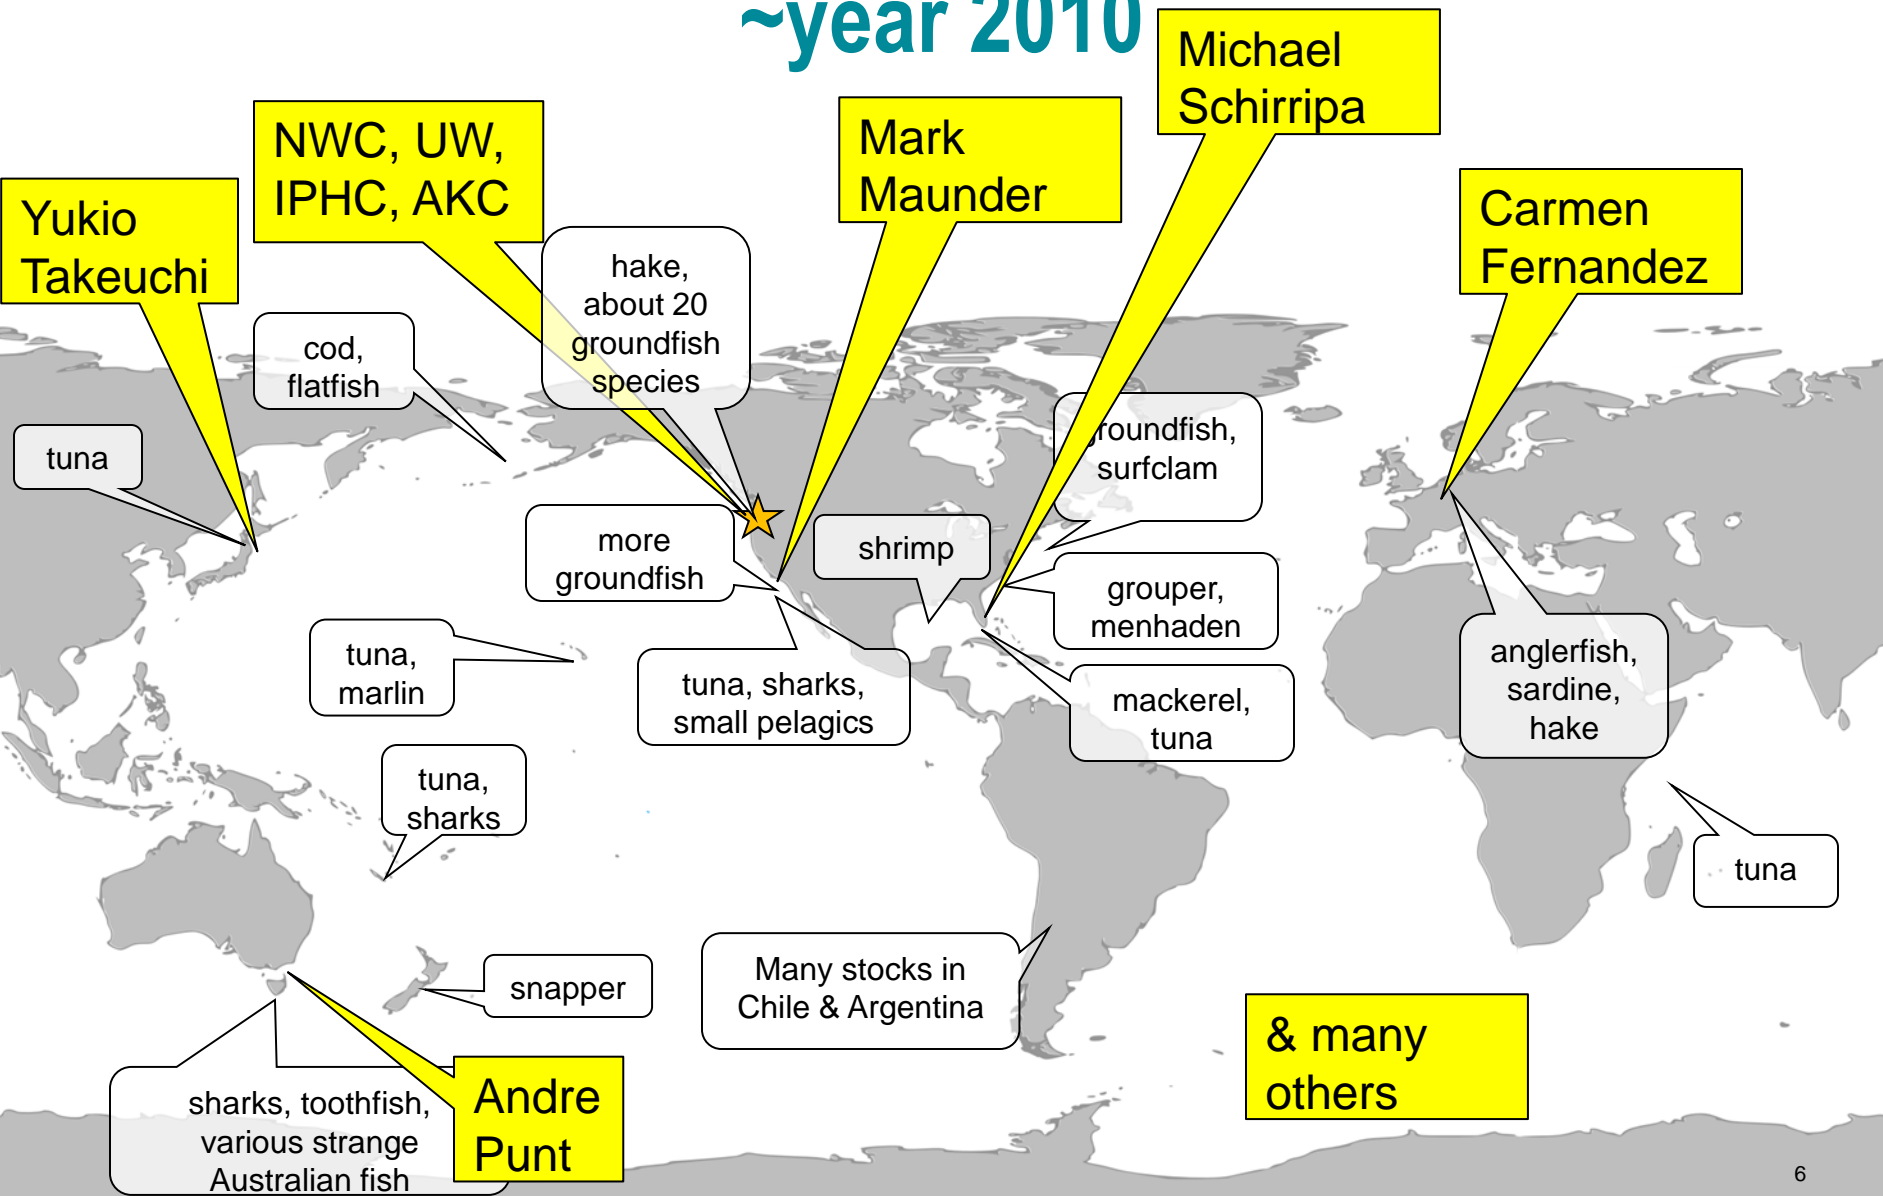 ~year 2010
Michael
Schirripa
NWC, UW,
IPHC, AKC
Mark
Maunder
Yukio
Takeuchi
Carmen
Fernandez
hake,
about 20
groundfish
species
cod,
flatfish
tuna
groundfish,
surfclam
more
groundfish
shrimp
grouper,
menhaden
tuna,
marlin
tuna, sharks,
small pelagics
mackerel,
tuna
anglerfish,
sardine,
hake
tuna,
sharks
tuna
snapper
Many stocks in
Chile & Argentina
& many
others
sharks, toothfish,
various strange
Australian fish
Andre
Punt
6